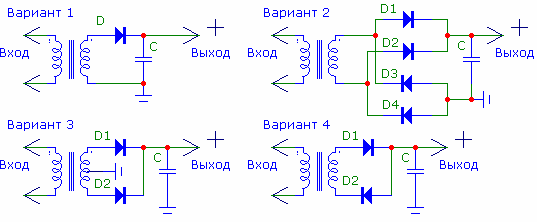 Вариант 1
D
+
Вход
C
Выход
Вариант 2
D1
D2
D3
D4
+
Вход
C
Выход
Вариант 3
D1
D2
+
Вход
C
Выход
Вариант 4
D1
D2
+
Вход
C
Выход